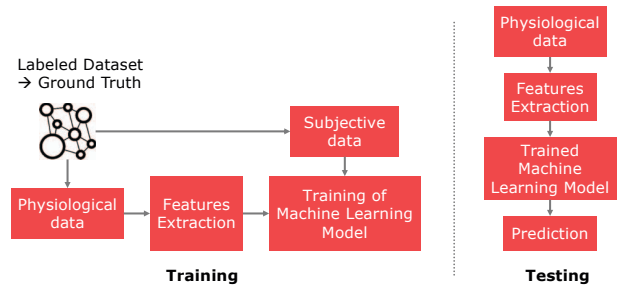 Labeled Dataset
→ Ground Truth
Subjective
data
Physiological
data
Features
Extraction
Training of
Machine Learning
Model
Training
Physiological
data
Features
Extraction
Trained
Machine
Learning Model
Prediction
Testing